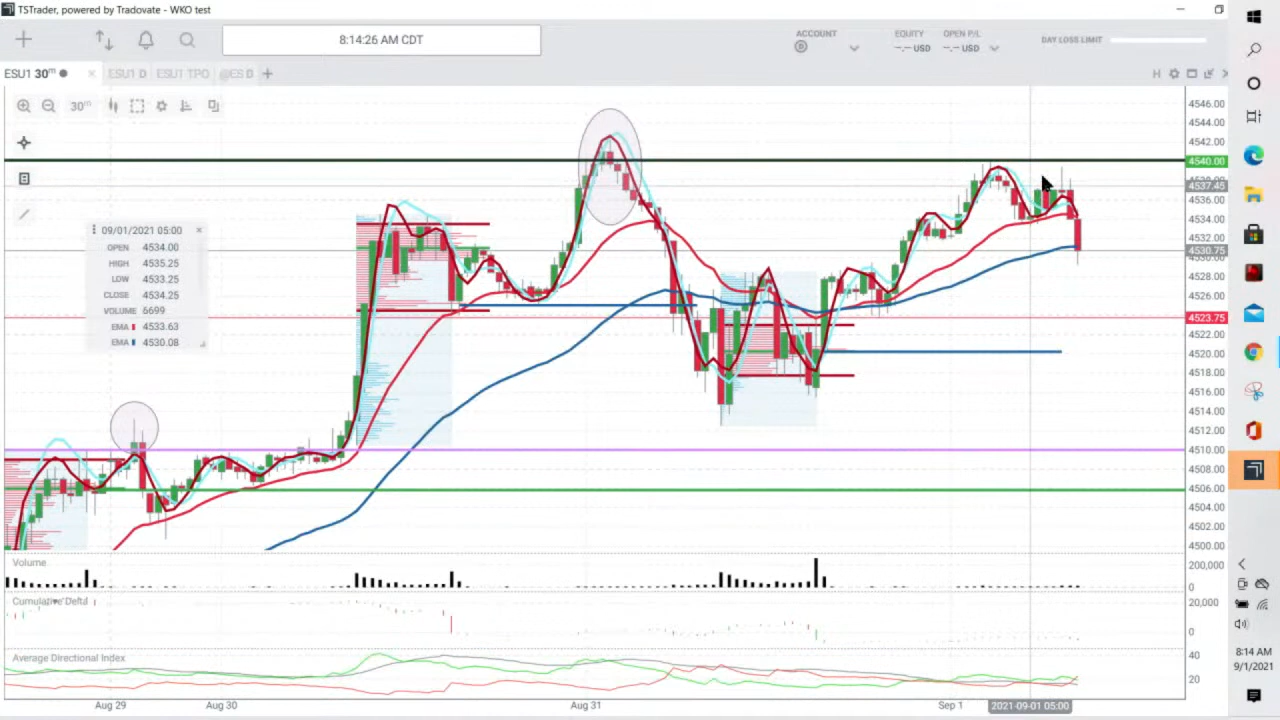 TSTrader, powered by Tradovate - WKO test
8:14:26 AM CDT
ACCOUNT
EQUITY
-.-- USD
OPEN P/L
-.-- USD
DAY LOSS LIMIT
ESU1 30m
ESU1 D
ESU1 TPO
@ES D
H
30m
09/01/2021 05:00
OPEN 4534.00
HIGH 4535.25
LOW 4533.25
CLOSE 4534.25
VOLUME 6699
EMA 4533.63
EMA 4530.08
4546.00
4544.00
4542.00
4540.00
4537.45
4536.00
4534.00
4532.00
4530.75
4528.00
4526.00
4523.75
4522.00
4520.00
4518.00
4516.00
4514.00
4512.00
4510.00
4508.00
4506.00
4504.00
4502.00
4500.00
Volume
200,000
0
Cumulative Delta
20,000
0
Average Directional Index
40
20
Aug 29
Aug 30
Aug 31
Sep 1
2021-09-01 05:00
8:14 AM
9/1/2021